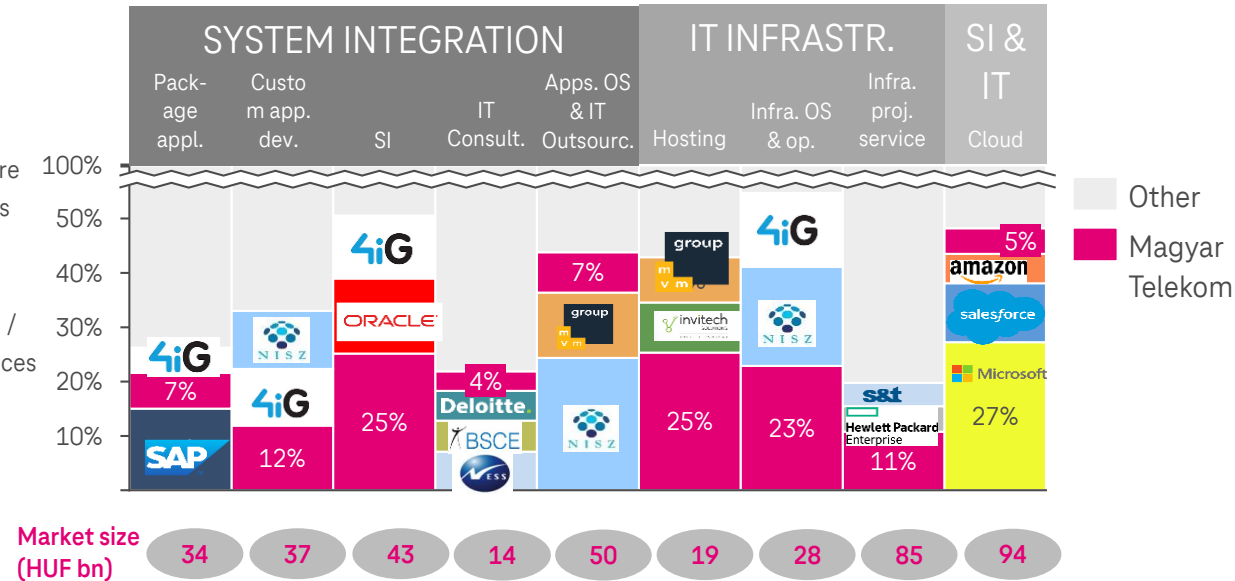 SYSTEM INTEGRATION
IT INFRASTR.
SI &
IT
Pack-
age
appl.
Custo
m app.
dev.
SI
IT
Consult.
Apps. OS
& IT
Outsourc.
Hosting
Infra. OS
& op.
Infra.
proj.
service
Cloud
re
s
/
ces
100%
50%
40%
30%
20%
10%
4iG
7%
SAP
NISZ
4iG
12%
4iG
ORACLE
25%
4%
Deloitte.
BSCE
NESS
7%
group
mvm
NISZ
group
mvm
invitech
SOLUTIONS
25%
4iG
NISZ
23%
s&t
Hewlett Packard
Enterprise
11%
5%
amazon
salesforce
Microsoft
27%
Other
Magyar
Telekom
Market size
(HUF bn)
34
37
43
14
50
19
28
85
94